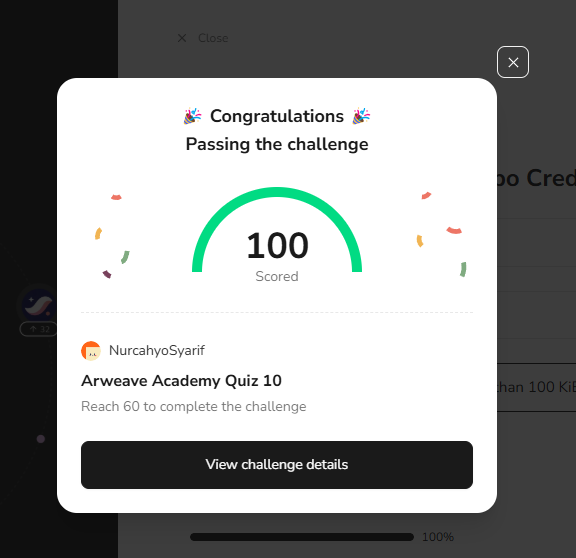 Close
Congratulations
Passing the challenge
oo Cred
100
Scored
32
NurcahyoSyarif
Arweave Academy Quiz 10
Reach 60 to complete the challenge
than 100 KiB
View challenge details
100%